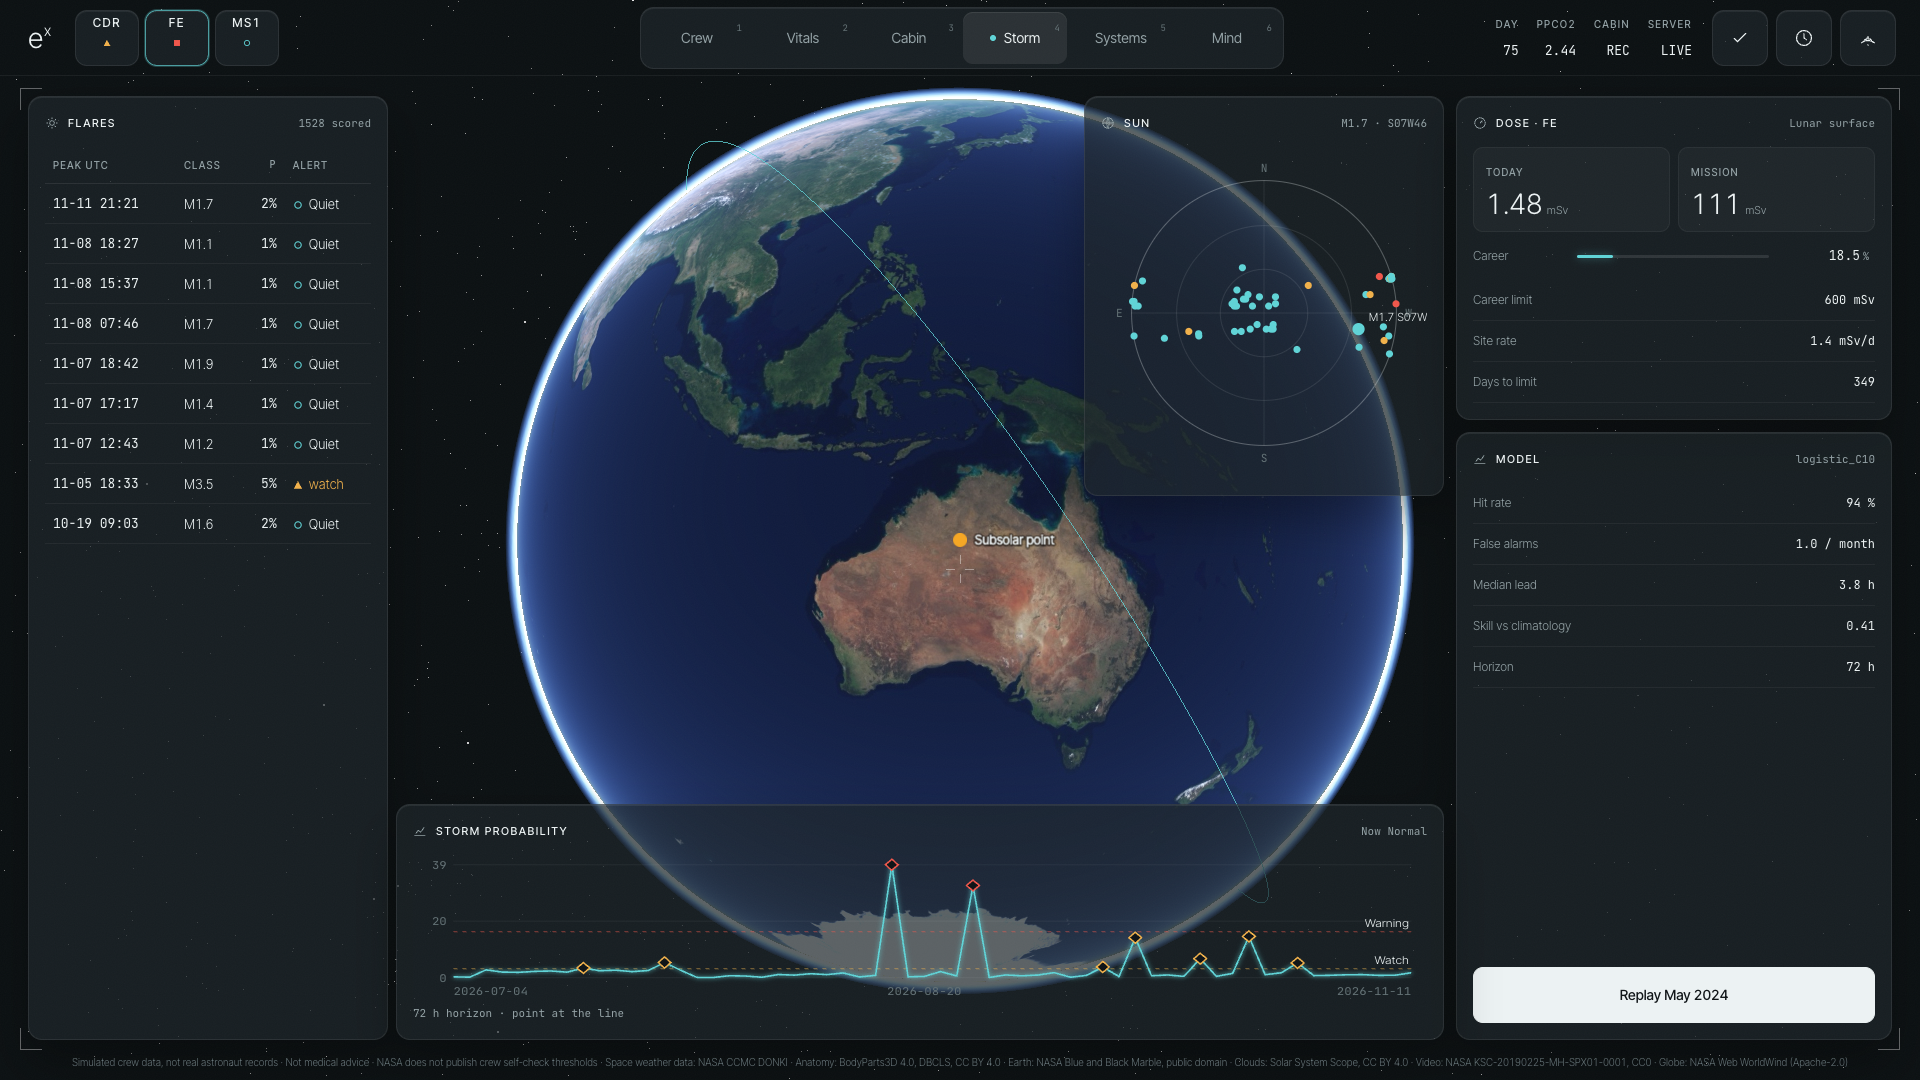 eˣ
CDR
FE
MS1
Crew 1
Vitals 2
Cabin 3
Storm 4
Systems 5
Mind 6
DAY PPCO2 CABIN SERVER
75 2.44 REC LIVE
FLARES 1528 scored
PEAK UTC CLASS P ALERT
11-11 21:21 M1.7 2% Quiet
11-08 18:27 M1.1 1% Quiet
11-08 15:37 M1.1 1% Quiet
11-08 07:46 M1.7 1% Quiet
11-07 18:42 M1.9 1% Quiet
11-07 17:17 M1.4 1% Quiet
11-07 12:43 M1.2 1% Quiet
11-05 18:33 M3.5 5% watch
10-19 09:03 M1.6 2% Quiet
SUN M1.7 · S07W46
N
E
M1.7 S07W
S
Subsolar point
STORM PROBABILITY Now Normal
39
20
0
Warning
Watch
2026-07-04 2026-08-20 2026-11-11
72 h horizon · point at the line
DOSE · FE Lunar surface
TODAY
1.48 mSv
MISSION
111 mSv
Career 18.5 %
Career limit 600 mSv
Site rate 1.4 mSv/d
Days to limit 349
MODEL logistic_C10
Hit rate 94 %
False alarms 1.0 / month
Median lead 3.8 h
Skill vs climatology 0.41
Horizon 72 h
Replay May 2024
Simulated crew data, not real astronaut records · Not medical advice · NASA does not publish crew self-check thresholds · Space weather data: NASA CCMC DONKI · Anatomy: BodyParts3D 4.0, DBCLS, CC BY 4.0 · Earth: NASA Blue and Black Marble, public domain · Clouds: Solar System Scope, CC BY 4.0 · Video: NASA KSC-20190225-MH-SPX01-0001, CC0 · Globe: NASA Web WorldWind (Apache-2.0)